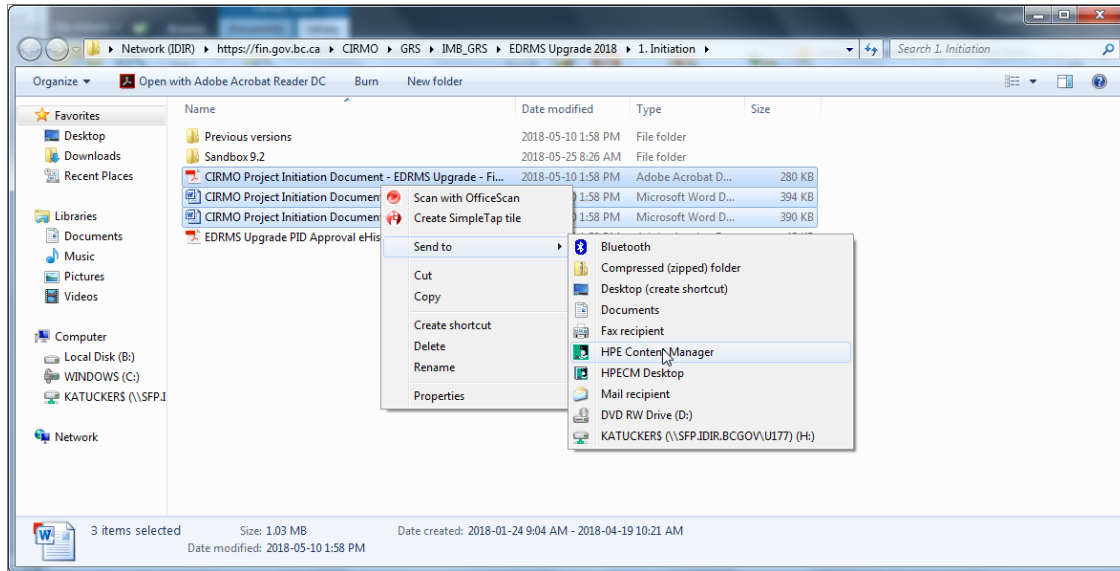 Network (IDIR) ▸ https://fin.gov.bc.ca ▸ CIRMO ▸ GRS ▸ IMB_GRS ▸ EDRMS Upgrade 2018 ▸ 1. Initiation ▸
Search 1. Initiation
Organize Open with Adobe Acrobat Reader DC Burn New folder
Favorites
Desktop
Downloads
Recent Places
Libraries
Documents
Music
Pictures
Videos
Computer
Local Disk (B:)
WINDOWS (C:)
KATUCKER$ (\\SFP.I
Network
Name Date modified Type Size
Previous versions 2018-05-10 1:58 PM File folder
Sandbox 9.2 2018-05-25 8:26 AM File folder
CIRMO Project Initiation Document - EDRMS Upgrade - Fi... 2018-05-10 1:58 PM Adobe Acrobat D... 280 KB
CIRMO Project Initiation Documen 1:58 PM Microsoft Word D... 394 KB
CIRMO Project Initiation Documen 1:58 PM Microsoft Word D... 390 KB
EDRMS Upgrade PID Approval eHis
Scan with OfficeScan
Create SimpleTap tile
Send to
Cut
Copy
Create shortcut
Delete
Rename
Properties
Bluetooth
Compressed (zipped) folder
Desktop (create shortcut)
Documents
Fax recipient
HPE Content Manager
HPECM Desktop
Mail recipient
DVD RW Drive (D:)
KATUCKER$ (\\SFP.IDIR.BCGOV\U177) (H:)
3 items selected Size: 1.03 MB Date created: 2018-01-24 9:04 AM - 2018-04-19 10:21 AM
Date modified: 2018-05-10 1:58 PM